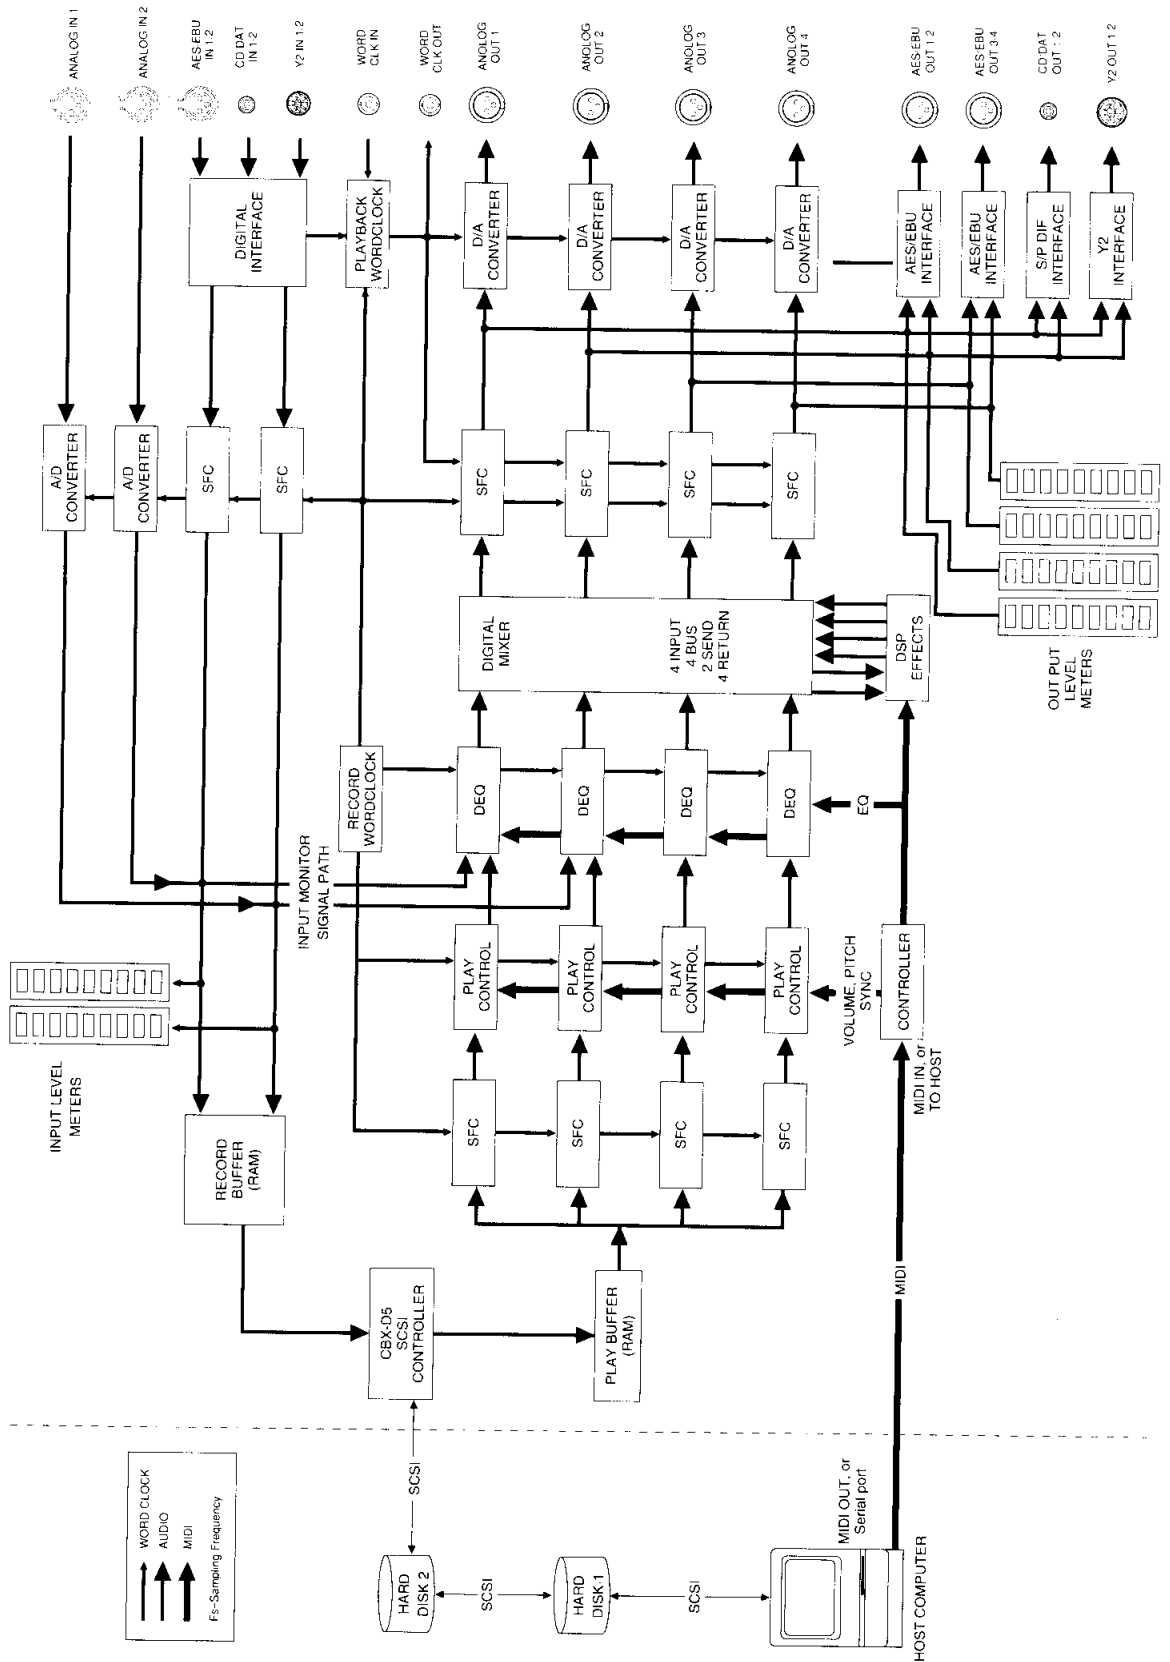 ANALOG IN 1
ANALOG IN 2
AES:EBU
IN 1:2
CD:DAT
IN 1-2
Y2 IN 1:2
WORD
CLK IN
WORD
CLK OUT
ANOLOG
OUT 1
ANOLOG
OUT 2
ANOLOG
OUT 3
ANOLOG
OUT 4
AES:EBU
OUT 1 2
AES:EBU
OUT 3-4
CD:DAT
OUT 1 2
Y2 OUT 1 2
DIGITAL
INTERFACE
PLAYBACK
WORDCLOCK
D/A
CONVERTER
D/A
CONVERTER
D/A
CONVERTER
D/A
CONVERTER
AES/EBU
INTERFACE
AES/EBU
INTERFACE
S/P DIF
INTERFACE
Y2
INTERFACE
A/D
CONVERTER
A/D
CONVERTER
SFC
SFC
SFC
SFC
SFC
SFC
DIGITAL
MIXER
4 INPUT
4 BUS
2 SEND
4 RETURN
DSP
EFFECTS
OUT PUT
LEVEL
METERS
RECORD
WORDCLOCK
DEQ
DEQ
DEQ
DEQ
EQ
INPUT MONITOR
SIGNAL PATH
PLAY
CONTROL
PLAY
CONTROL
PLAY
CONTROL
PLAY
CONTROL
VOLUME, PITCH
SYNC
CONTROLLER
MIDI IN, or
TO HOST
INPUT LEVEL
METERS
RECORD
BUFFER
(RAM)
SFC
SFC
SFC
SFC
CBX-D5
SCSI
CONTROLLER
PLAY BUFFER
(RAM)
MIDI
SCSI
WORD CLOCK
AUDIO
MIDI
Fs-Sampling Frequency
HARD
DISK 2
SCSI
HARD
DISK-1
SCSI
MIDI OUT, or
Serial port
HOST COMPUTER